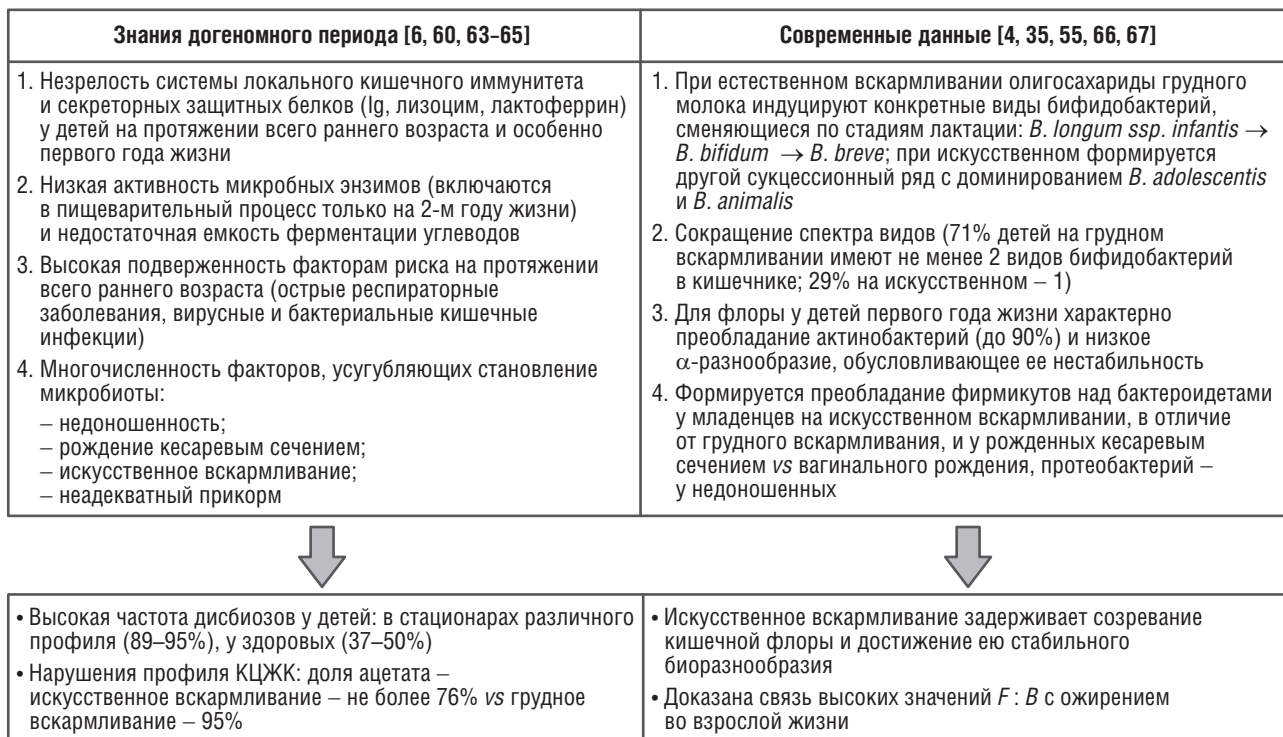 Знания догеномного периода [6, 60, 63–65]
1. Незрелость системы локального кишечного иммунитета
и секреторных защитных белков (Ig, лизоцим, лактоферрин)
у детей на протяжении всего раннего возраста и особенно
первого года жизни
2. Низкая активность микробных энзимов (включаются
в пищеварительный процесс только на 2-м году жизни)
и недостаточная емкость ферментации углеводов
3. Высокая подверженность факторам риска на протяжении
всего раннего возраста (острые респираторные
заболевания, вирусные и бактериальные кишечные
инфекции)
4. Многочисленность факторов, усугубляющих становление
микробиоты:
– недоношенность;
– рождение кесаревым сечением;
– искусственное вскармливание;
– неадекватный прикорм
Современные данные [4, 35, 55, 66, 67]
1. При естественном вскармливании олигосахариды грудного
молока индуцируют конкретные виды бифидобактерий,
сменяющиеся по стадиям лактации: B. longum ssp. infantis →
B. bifidum → B. breve; при искусственном формируется
другой сукцессионный ряд с доминированием B. adolescentis
и B. animalis
2. Сокращение спектра видов (71% детей на грудном
вскармливании имеют не менее 2 видов бифидобактерий
в кишечнике; 29% на искусственном – 1)
3. Для флоры у детей первого года жизни характерно
преобладание актинобактерий (до 90%) и низкое
α-разнообразие, обусловливающее ее нестабильность
4. Формируется преобладание фирмикутов над бактероидетами
у младенцев на искусственном вскармливании, в отличие
от грудного вскармливания, и у рожденных кесаревым
сечением vs вагинального рождения, протеобактерий –
у недоношенных
• Высокая частота дисбиозов у детей: в стационарах различного
профиля (89–95%), у здоровых (37–50%)
• Нарушения профиля КЦЖК: доля ацетата –
искусственное вскармливание – не более 76% vs грудное
вскармливание – 95%
• Искусственное вскармливание задерживает созревание
кишечной флоры и достижение ею стабильного
биоразнообразия
• Доказана связь высоких значений F : B с ожирением
во взрослой жизни